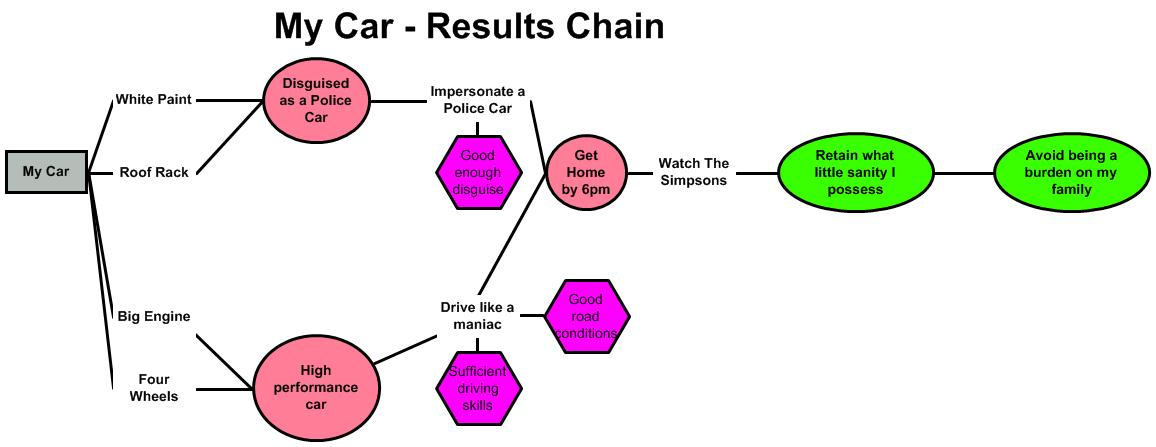 My Car - Results Chain
My Car
White Paint
Roof Rack
Big Engine
Four
Wheels
Disguised
as a Police
Car
High
performance
car
Impersonate a
Police Car
Good
enough
disguise
Drive like a
maniac
Good
road
conditions
Sufficient
driving
skills
Get
Home
by 6pm
Watch The
Simpsons
Retain what
little sanity I
possess
Avoid being a
burden on my
family